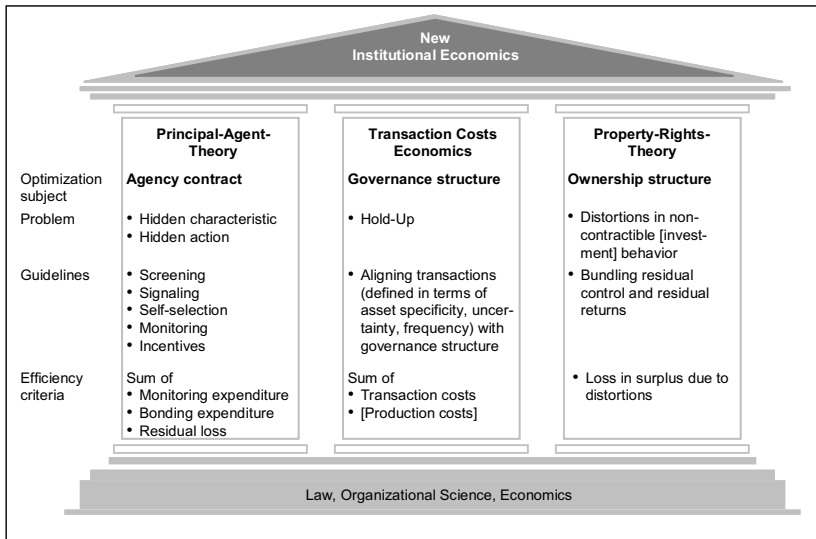 New
Institutional Economics
Principal-Agent-
Theory
Transaction Costs
Economics
Property-Rights-
Theory
Optimization
subject
Agency contract
Governance structure
Ownership structure
Problem
• Hidden characteristic
• Hidden action
• Hold-Up
• Distortions in non-
contractible [invest-
ment] behavior
Guidelines
• Screening
• Signaling
• Self-selection
• Monitoring
• Incentives
• Aligning transactions
(defined in terms of
asset specificity, uncer-
tainty, frequency) with
governance structure
• Bundling residual
control and residual
returns
Efficiency
criteria
Sum of
• Monitoring expenditure
• Bonding expenditure
• Residual loss
Sum of
• Transaction costs
• [Production costs]
• Loss in surplus due to
distortions
Law, Organizational Science, Economics